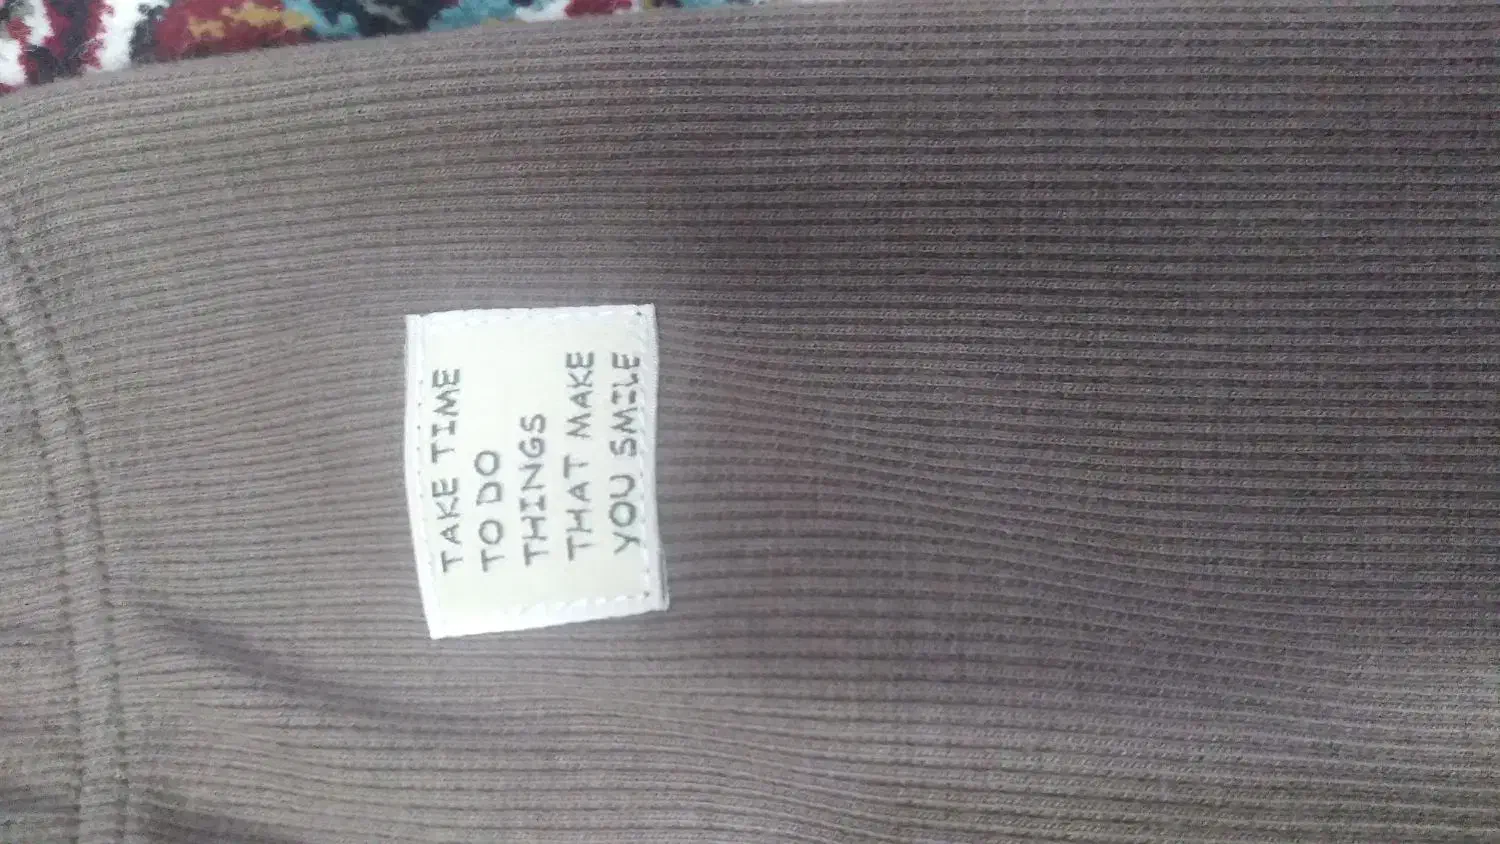 TAKE TIME
TO DO
THINGS
THAT MAKE
YOU SMILE